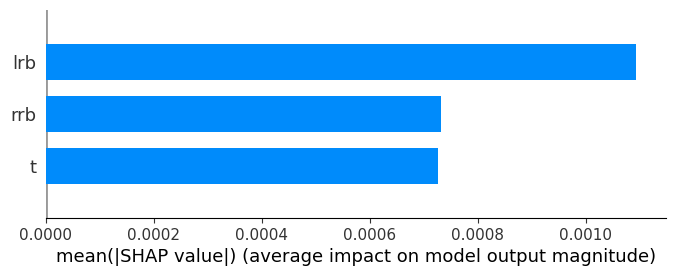 lrb
rrb
t
0.0000 0.0002 0.0004 0.0006 0.0008 0.0010
mean(|SHAP value|) (average impact on model output magnitude)